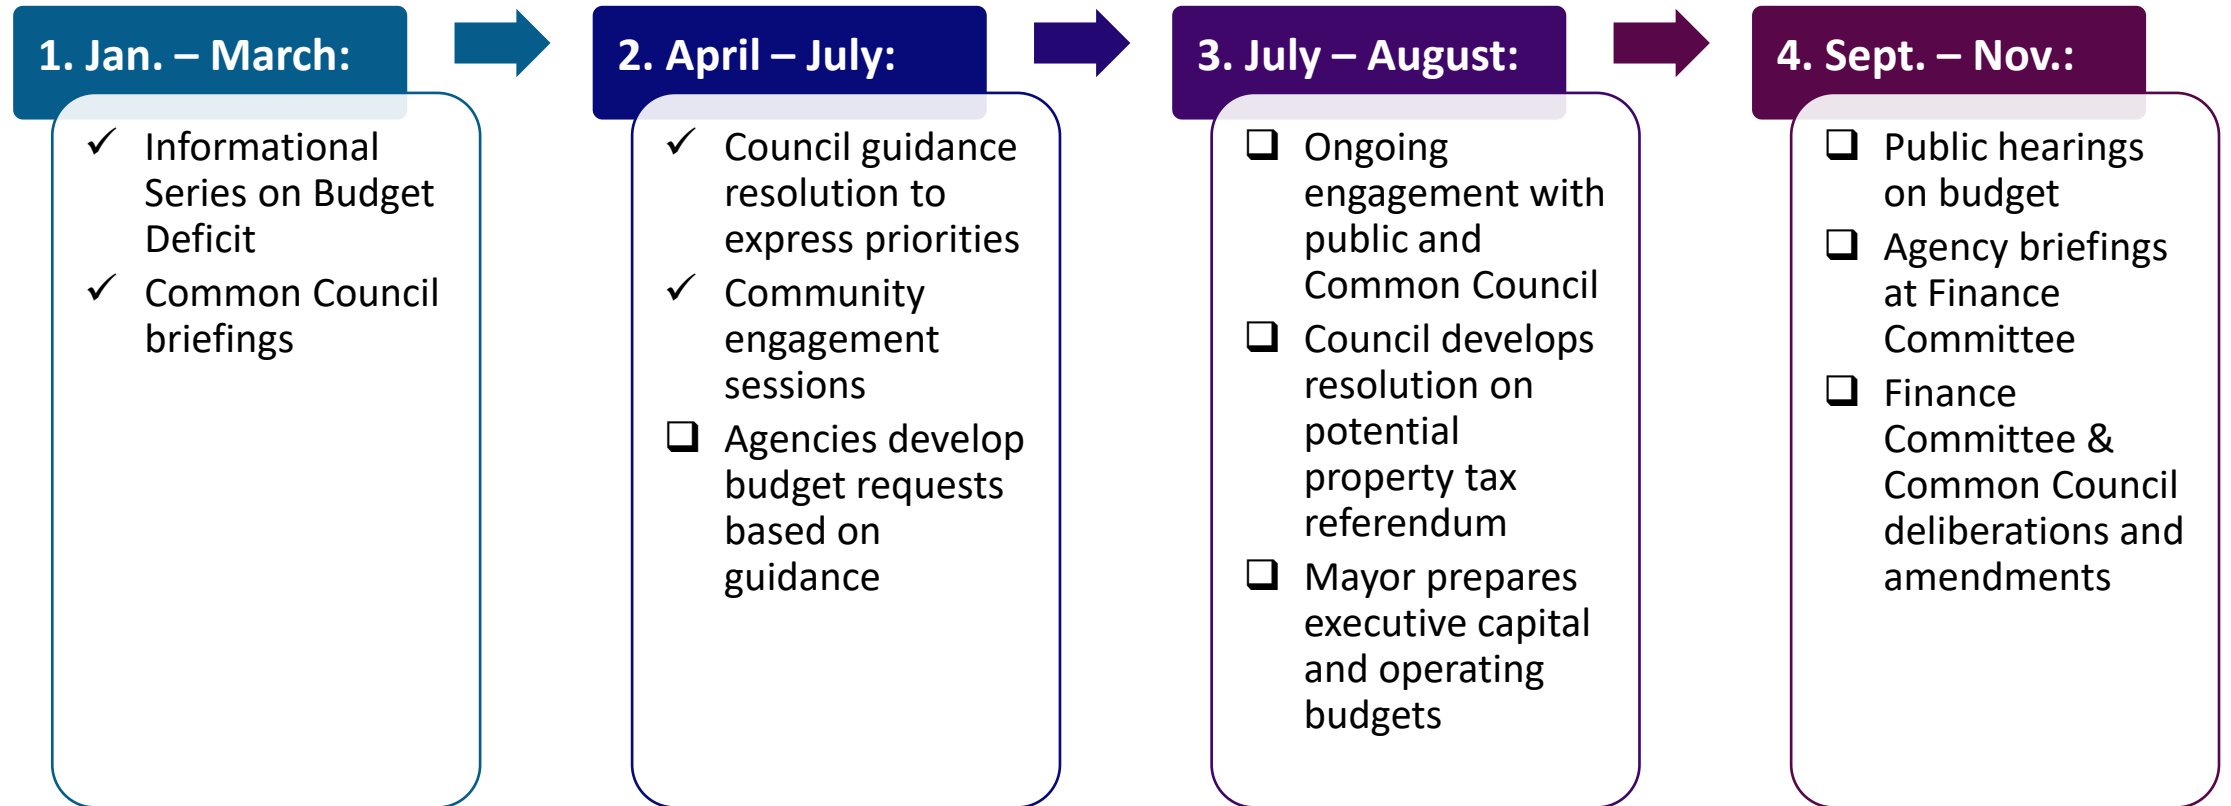 1. Jan. – March:
✓ Informational
Series on Budget
Deficit
✓ Common Council
briefings
2. April – July:
✓ Council guidance
resolution to
express priorities
✓ Community
engagement
sessions
❑ Agencies develop
budget requests
based on
guidance
3. July – August:
❑ Ongoing
engagement with
public and
Common Council
❑ Council develops
resolution on
potential
property tax
referendum
❑ Mayor prepares
executive capital
and operating
budgets
4. Sept. – Nov.:
❑ Public hearings
on budget
❑ Agency briefings
at Finance
Committee
❑ Finance
Committee &
Common Council
deliberations and
amendments